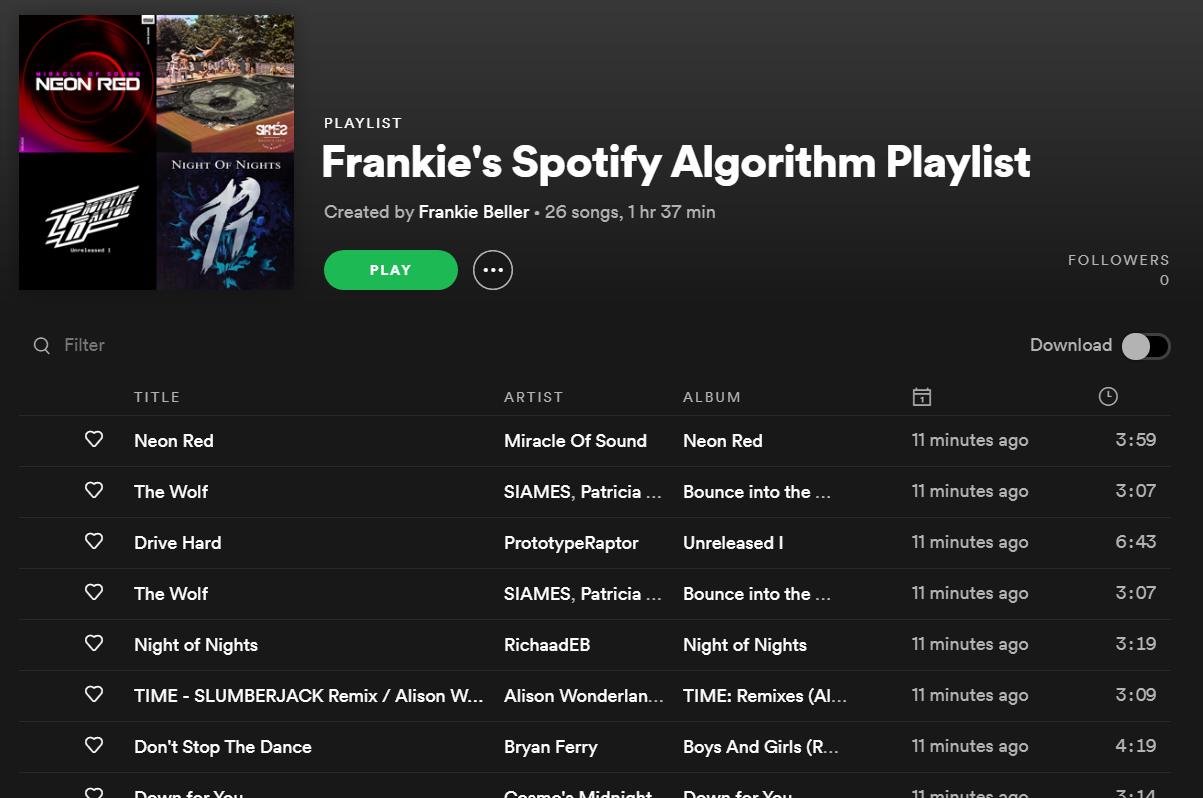 MIRACLE OF SOUND
NEON RED
SIAMÉS
NIGHT OF NIGHTS
PROTOTYPE
RAPTOR
Unreleased I
PLAYLIST
Frankie's Spotify Algorithm Playlist
Created by Frankie Beller • 26 songs, 1 hr 37 min
PLAY
FOLLOWERS
0
Filter
Download
TITLE ARTIST ALBUM 1
Neon Red Miracle Of Sound Neon Red 11 minutes ago 3:59
The Wolf SIAMES, Patricia ... Bounce into the ... 11 minutes ago 3:07
Drive Hard PrototypeRaptor Unreleased I 11 minutes ago 6:43
The Wolf SIAMES, Patricia ... Bounce into the ... 11 minutes ago 3:07
Night of Nights RichaadEB Night of Nights 11 minutes ago 3:19
TIME - SLUMBERJACK Remix / Alison W... Alison Wonderlan... TIME: Remixes (Al... 11 minutes ago 3:09
Don't Stop The Dance Bryan Ferry Boys And Girls (R... 11 minutes ago 4:19
Down for You Cosmo's Midnight Down for You 11 minutes ago 3:14